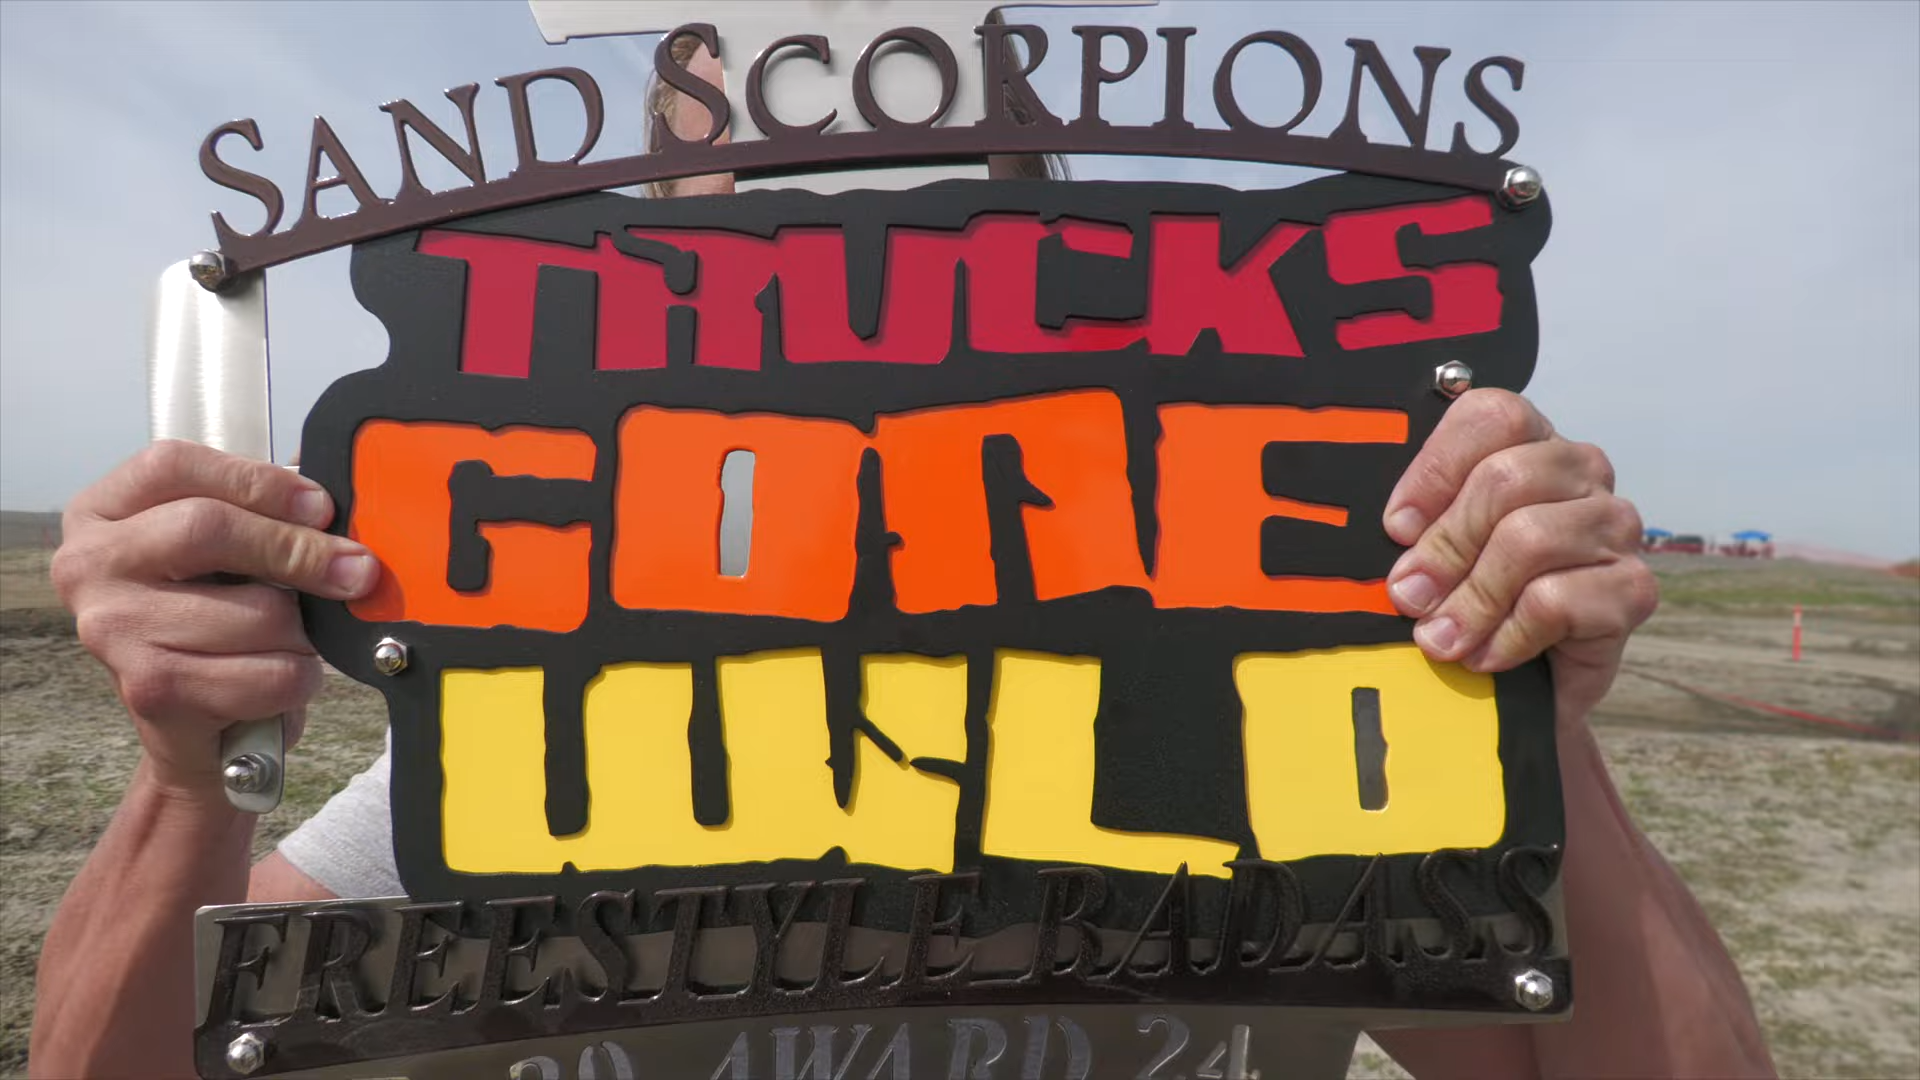 SAND SCORPIONS
TRUCKS
GONE
WILD
FREESTYLE BADASS
20 AWARD 24